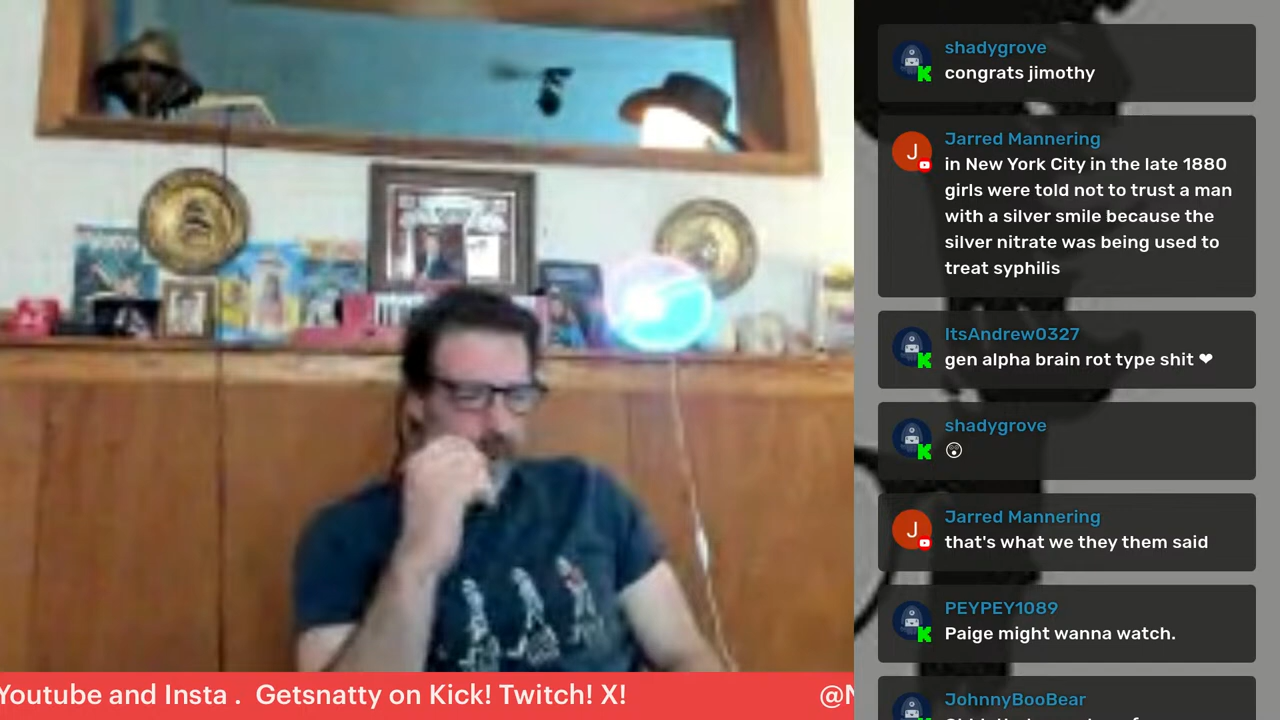 shadygrove
congrats jimothy
J
Jarred Mannering
in New York City in the late 1880
girls were told not to trust a man
with a silver smile because the
silver nitrate was being used to
treat syphilis
ItsAndrew0327
gen alpha brain rot type shit ❤
shadygrove
😲
J
Jarred Mannering
that's what we they them said
PEYPEY1089
Paige might wanna watch.
JohnnyBooBear
Youtube and Insta . Getsnatty on Kick! Twitch! X!